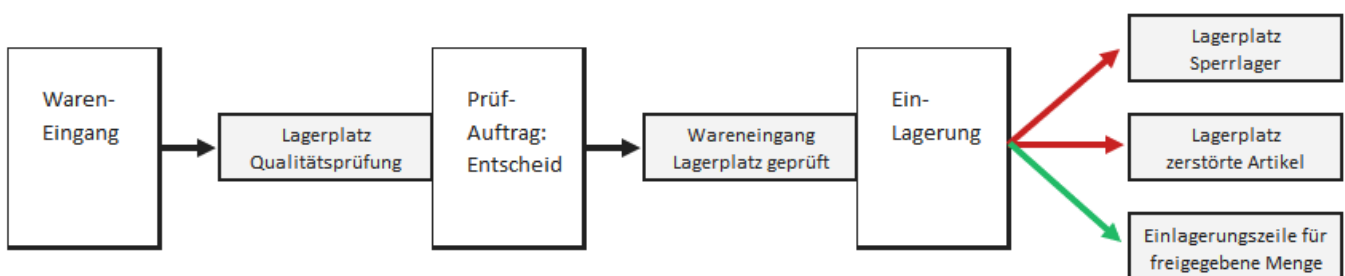 Waren-
Eingang
Lagerplatz
Qualitätsprüfung
Prüf-
Auftrag:
Entscheid
Wareneingang
Lagerplatz geprüft
Ein-
Lagerung
Lagerplatz
Sperrlager
Lagerplatz
zerstörte Artikel
Einlagerungszeile für
freigegebene Menge